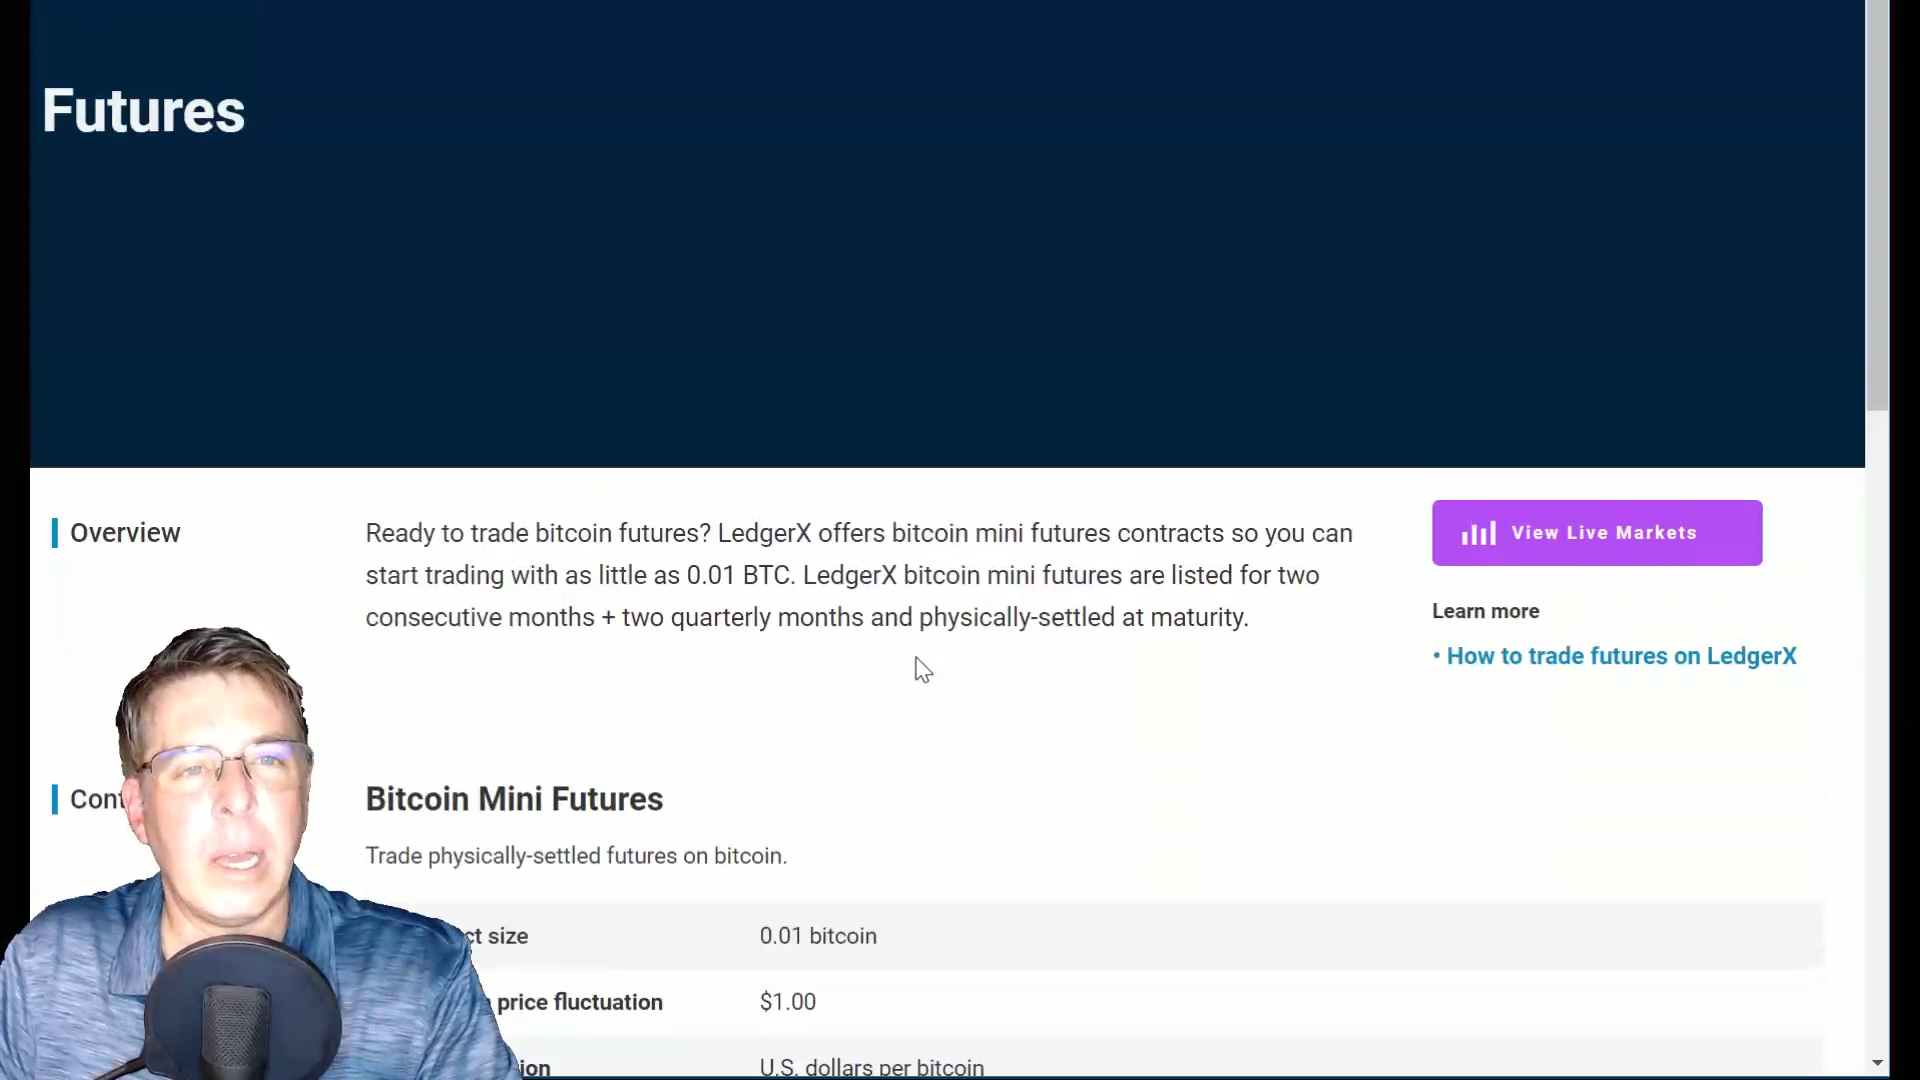 Futures
Overview
Ready to trade bitcoin futures? LedgerX offers bitcoin mini futures contracts so you can
start trading with as little as 0.01 BTC. LedgerX bitcoin mini futures are listed for two
consecutive months + two quarterly months and physically-settled at maturity.
View Live Markets
Learn more
• How to trade futures on LedgerX
Cont
Bitcoin Mini Futures
Trade physically-settled futures on bitcoin.
ct size 0.01 bitcoin
price fluctuation $1.00
ion U.S. dollars per bitcoin